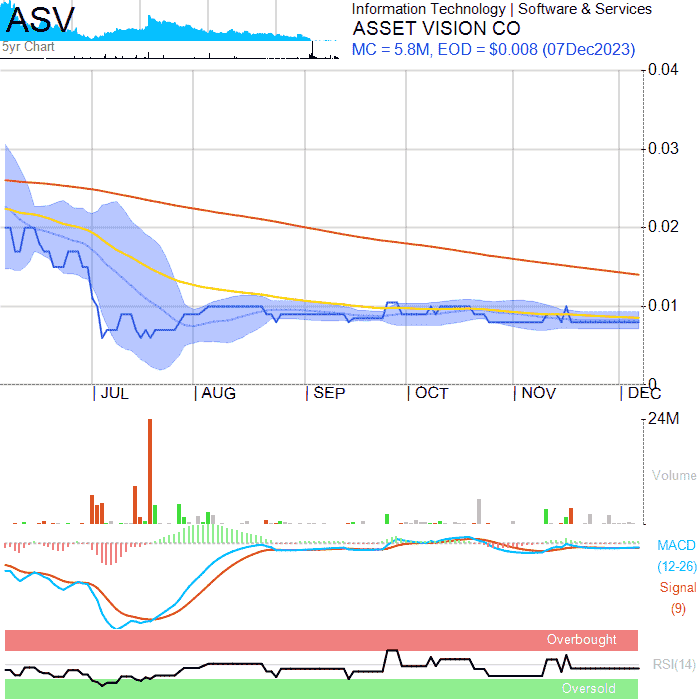 ASV
5yr Chart
Information Technology | Software & Services
ASSET VISION CO
MC = 5.8M, EOD = $0.008 (07Dec2023)
0.04
0.03
0.02
0.01
0
JUL AUG SEP OCT NOV DEC
24M
Volume
MACD
(12-26)
Signal
(9)
Overbought
RSI(14)
Oversold